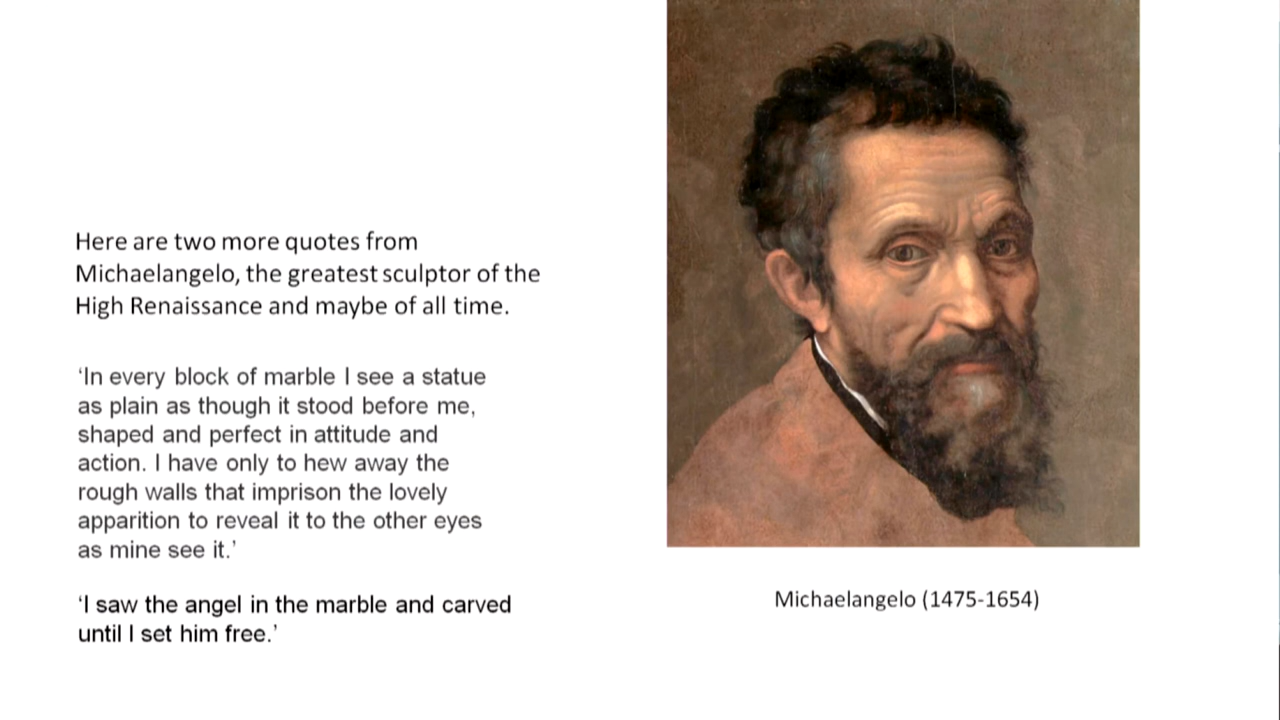 Here are two more quotes from
Michaelangelo, the greatest sculptor of the
High Renaissance and maybe of all time.
‘In every block of marble I see a statue
as plain as though it stood before me,
shaped and perfect in attitude and
action. I have only to hew away the
rough walls that imprison the lovely
apparition to reveal it to the other eyes
as mine see it.’
‘I saw the angel in the marble and carved
until I set him free.’
Michaelangelo (1475-1654)